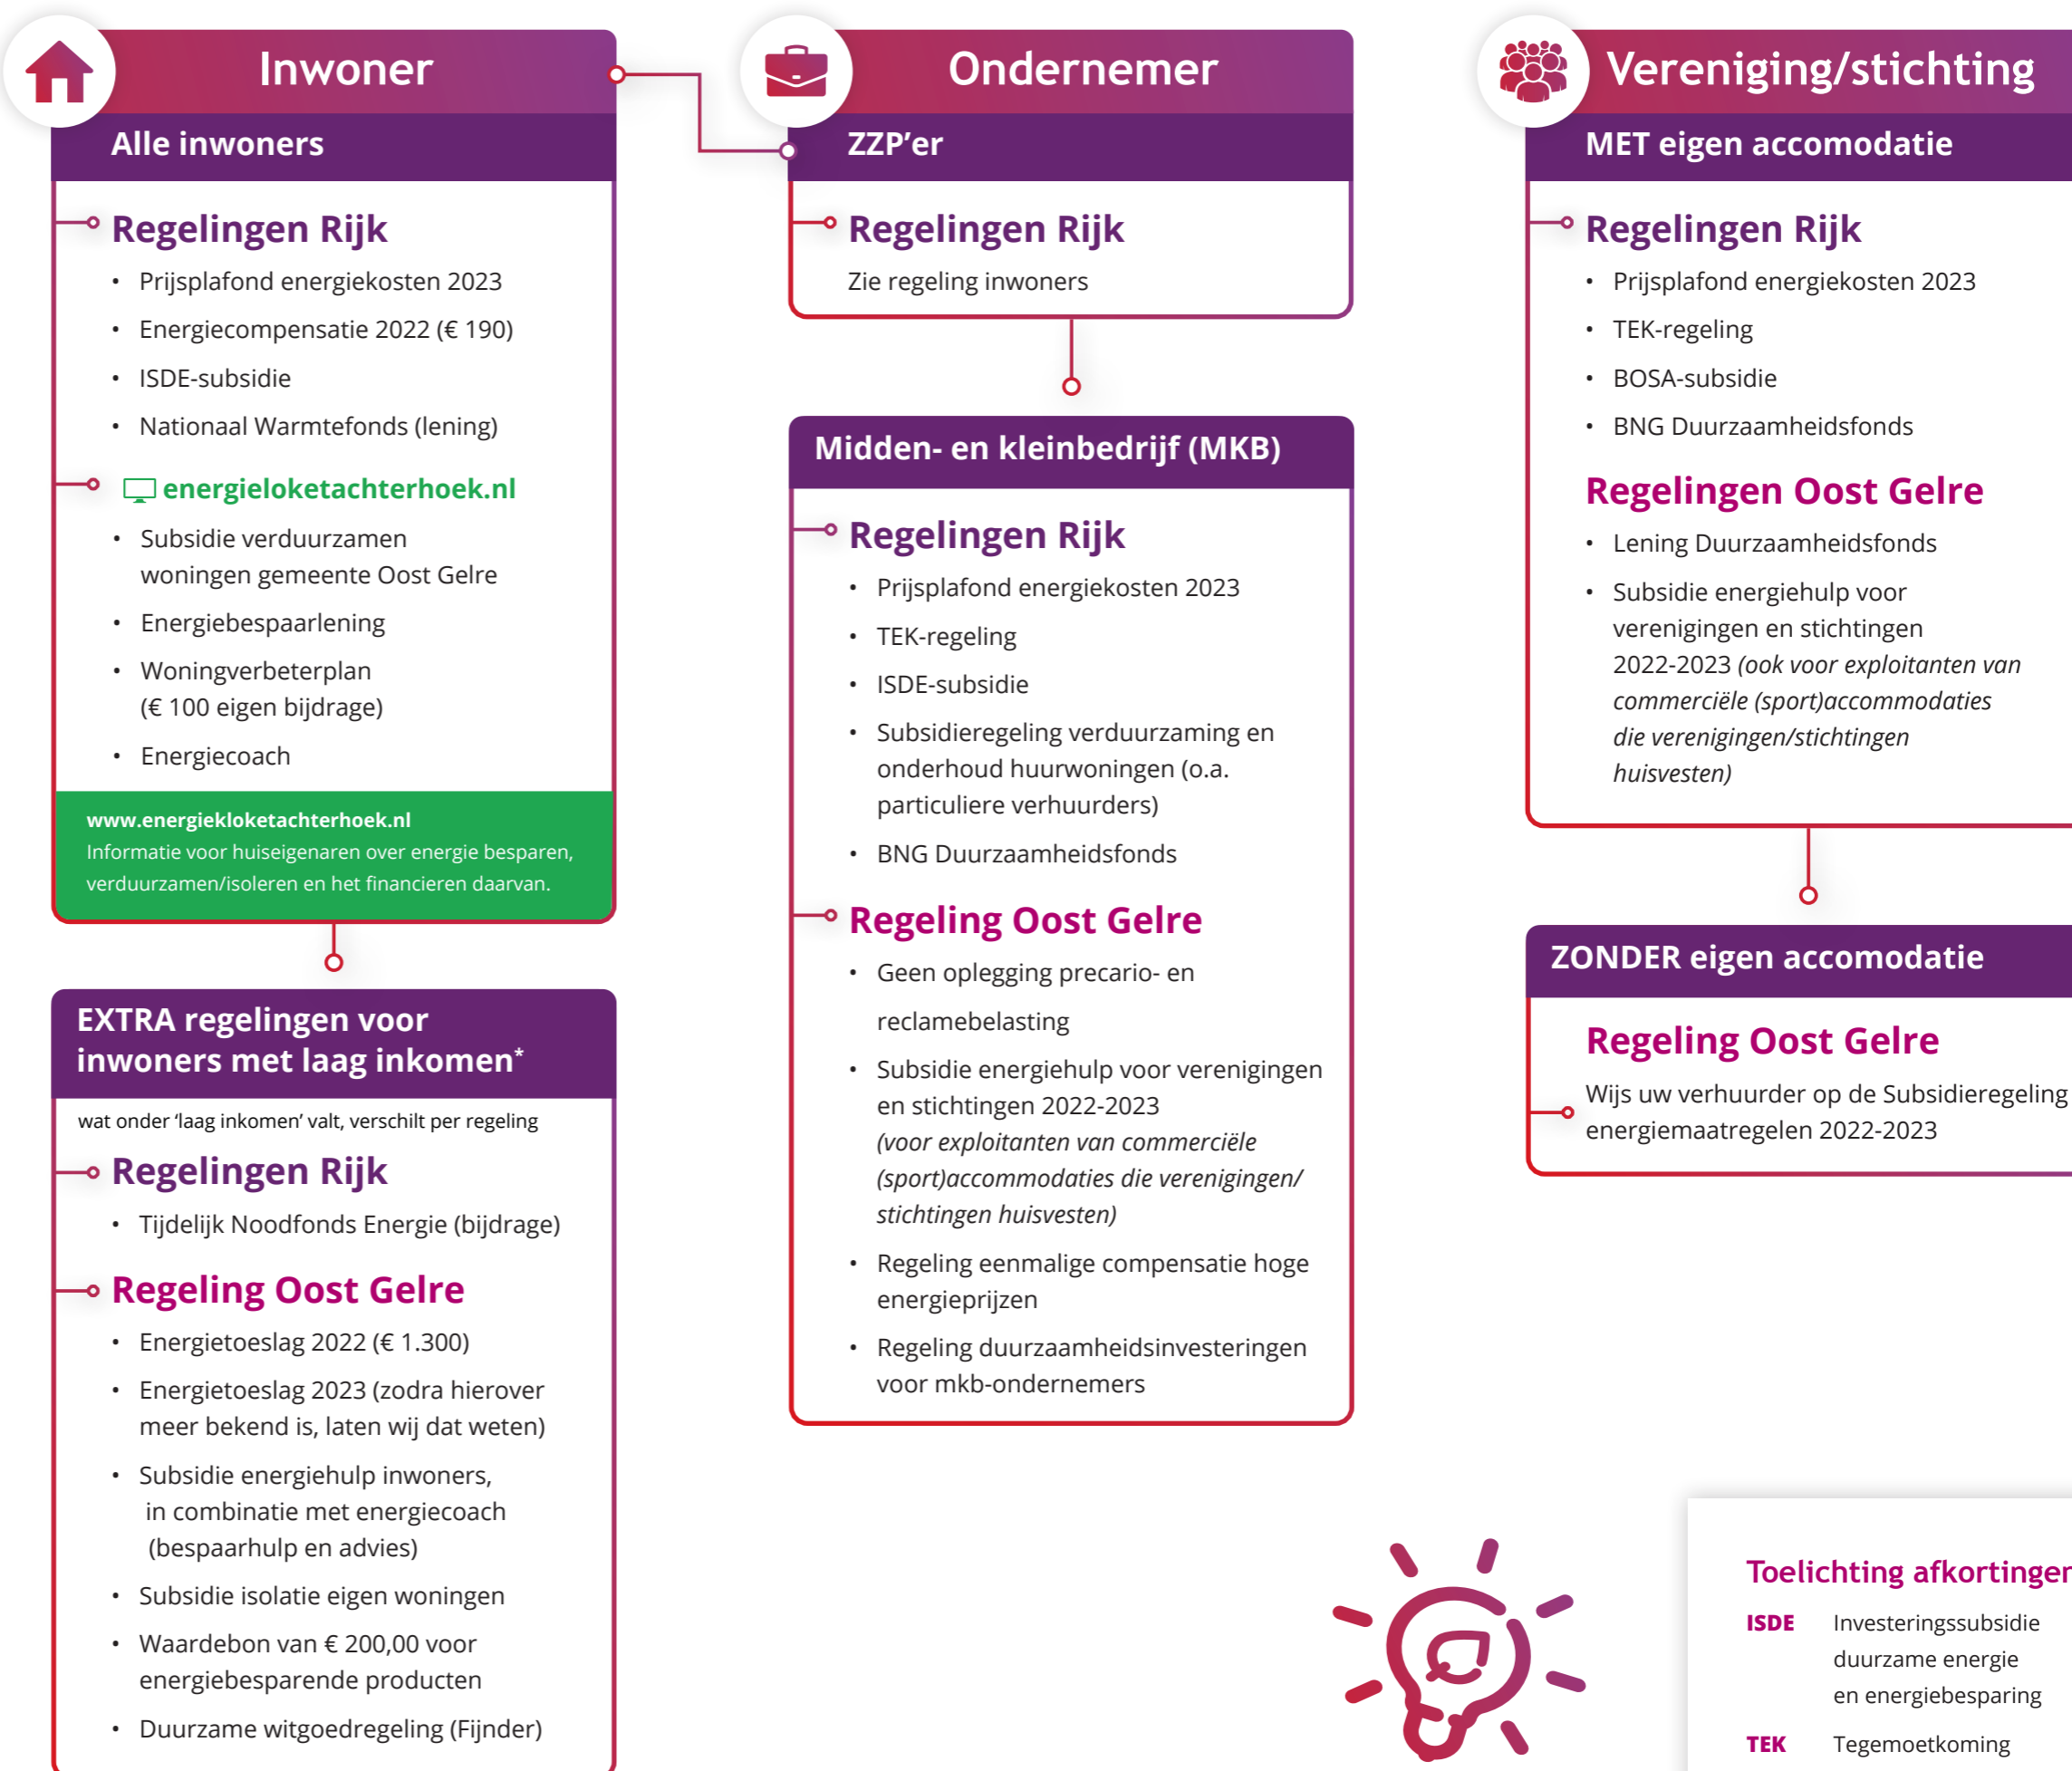 Inwoner
Alle inwoners
Regelingen Rijk
• Prijsplafond energiekosten 2023
• Energiecompensatie 2022 (€ 190)
• ISDE-subsidie
• Nationaal Warmtefonds (lening)
energieloketachterhoek.nl
• Subsidie verduurzamen
woningen gemeente Oost Gelre
• Energiebespaarlening
• Woningverbeterplan
(€ 100 eigen bijdrage)
• Energiecoach
www.energiekloketachterhoek.nl
Informatie voor huiseigenaren over energie besparen,
verduurzamen/isoleren en het financieren daarvan.
EXTRA regelingen voor
inwoners met laag inkomen*
wat onder ‘laag inkomen’ valt, verschilt per regeling
Regelingen Rijk
• Tijdelijk Noodfonds Energie (bijdrage)
Regeling Oost Gelre
• Energietoeslag 2022 (€ 1.300)
• Energietoeslag 2023 (zodra hierover
meer bekend is, laten wij dat weten)
• Subsidie energiehulp inwoners,
in combinatie met energiecoach
(bespaarhulp en advies)
• Subsidie isolatie eigen woningen
• Waardebon van € 200,00 voor
energiebesparende producten
• Duurzame witgoedregeling (Fijnder)
Ondernemer
ZZP’er
Regelingen Rijk
Zie regeling inwoners
Midden- en kleinbedrijf (MKB)
Regelingen Rijk
• Prijsplafond energiekosten 2023
• TEK-regeling
• ISDE-subsidie
• Subsidieregeling verduurzaming en
onderhoud huurwoningen (o.a.
particuliere verhuurders)
• BNG Duurzaamheidsfonds
Regeling Oost Gelre
• Geen oplegging precario- en
reclamebelasting
• Subsidie energiehulp voor verenigingen
en stichtingen 2022-2023
(voor exploitanten van commerciële
(sport)accommodaties die verenigingen/
stichtingen huisvesten)
• Regeling eenmalige compensatie hoge
energieprijzen
• Regeling duurzaamheidsinvesteringen
voor mkb-ondernemers
Vereniging/stichting
MET eigen accomodatie
Regelingen Rijk
• Prijsplafond energiekosten 2023
• TEK-regeling
• BOSA-subsidie
• BNG Duurzaamheidsfonds
Regelingen Oost Gelre
• Lening Duurzaamheidsfonds
• Subsidie energiehulp voor
verenigingen en stichtingen
2022-2023 (ook voor exploitanten van
commerciële (sport)accommodaties
die verenigingen/stichtingen
huisvesten)
ZONDER eigen accomodatie
Regeling Oost Gelre
Wijs uw verhuurder op de Subsidieregeling
energiemaatregelen 2022-2023
Toelichting afkortingen
ISDE Investeringssubsidie
duurzame energie
en energiebesparing
TEK Tegemoetkoming